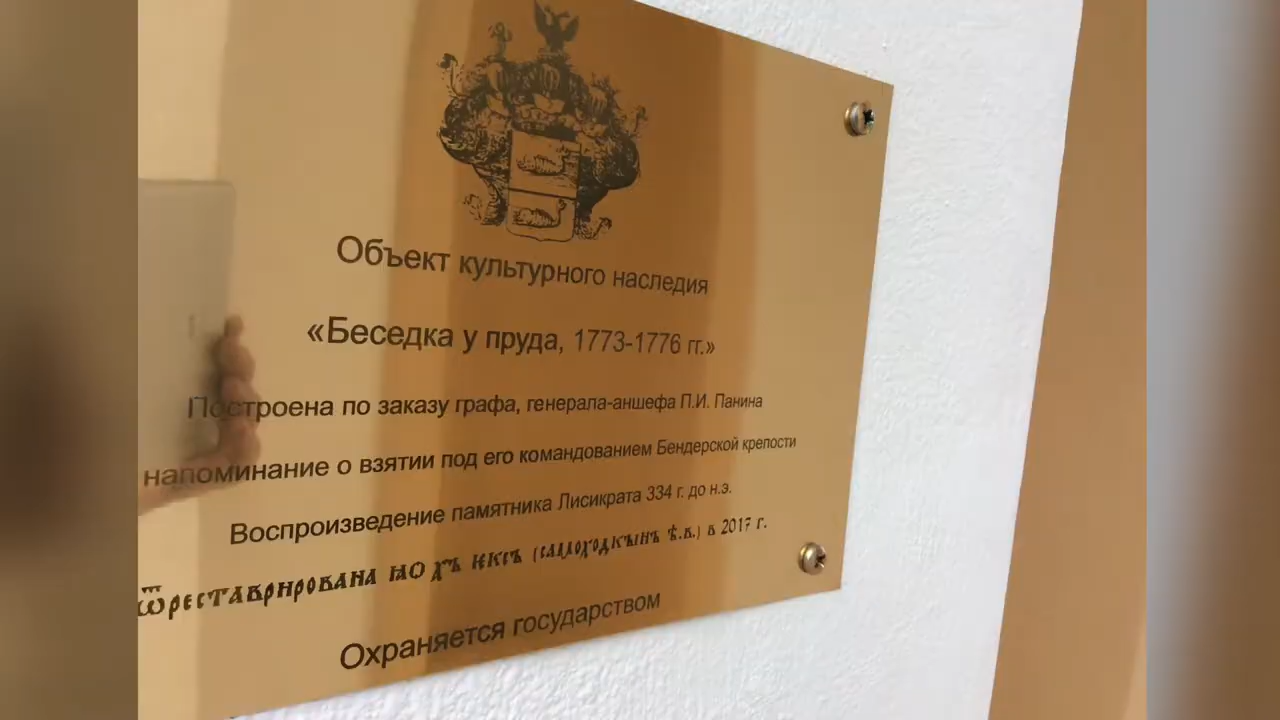 Объект культурного наследия
«Беседка у пруда, 1773-1776 гг.»
Построена по заказу графа, генерала-аншефа П.И. Панина
напоминание о взятии под его командованием Бендерской крепости
Воспроизведение памятника Лисикрата 334 г. до н.э.
ѿреставрирована в 2017 г.
Охраняется государством